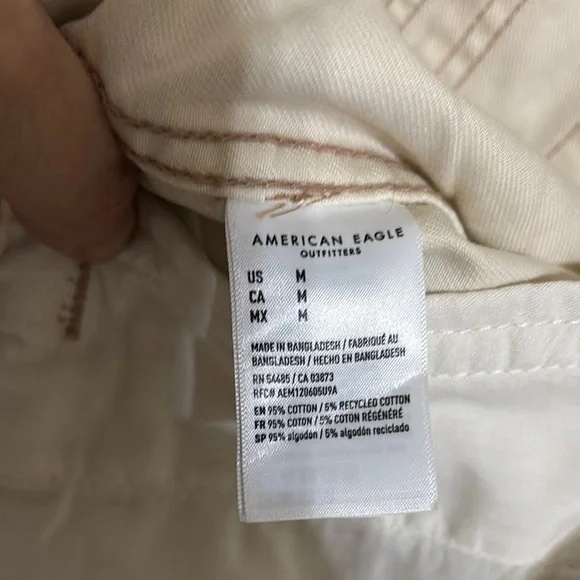 AMERICAN EAGLE
OUTFITTERS
US M
CA M
MX M
MADE IN BANGLADESH / FABRIQUÉ AU
BANGLADESH / HECHO EN BANGLADESH
RN 54485 / CA 03873
RFC# AEM120605U9A
EN 95% COTTON / 5% RECYCLED COTTON
FR 95% COTON / 5% COTON RÉGÉNÉRÉ
SP 95% algodon / 5% algodón reciclado